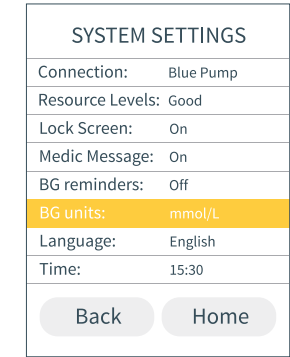 SYSTEM SETTINGS
Connection: Blue Pump
Resource Levels: Good
Lock Screen: On
Medic Message: On
BG reminders: Off
BG units: mmol/L
Language: English
Time: 15:30
Back Home